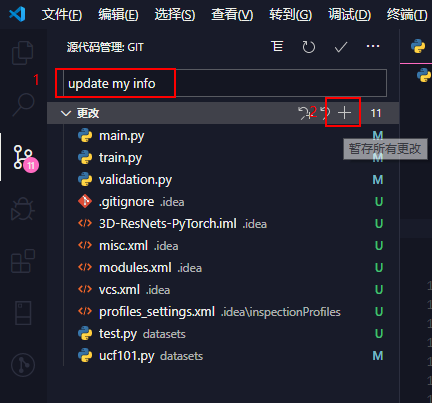 文件(F) 编辑(E) 选择(S) 查看(V) 转到(G) 调试(D) 终端(T)
源代码管理: GIT
1
update my info
更改 2 11
暂存所有更改
main.py M
train.py M
validation.py M
11
.gitignore .idea U
3D-ResNets-PyTorch.iml .idea U
misc.xml .idea U
modules.xml .idea U
vcs.xml .idea U
profiles_settings.xml .idea\inspectionProfiles U
test.py datasets U
ucf101.py datasets M